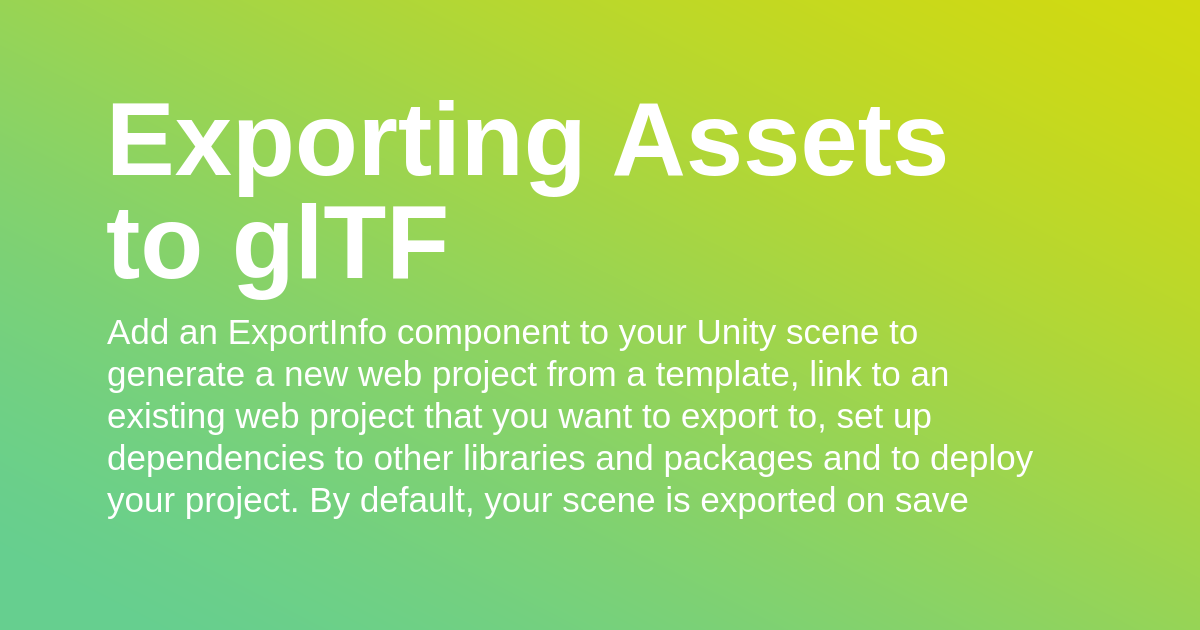 Exporting Assets
to glTF
Add an ExportInfo component to your Unity scene to
generate a new web project from a template, link to an
existing web project that you want to export to, set up
dependencies to other libraries and packages and to deploy
your project. By default, your scene is exported on save